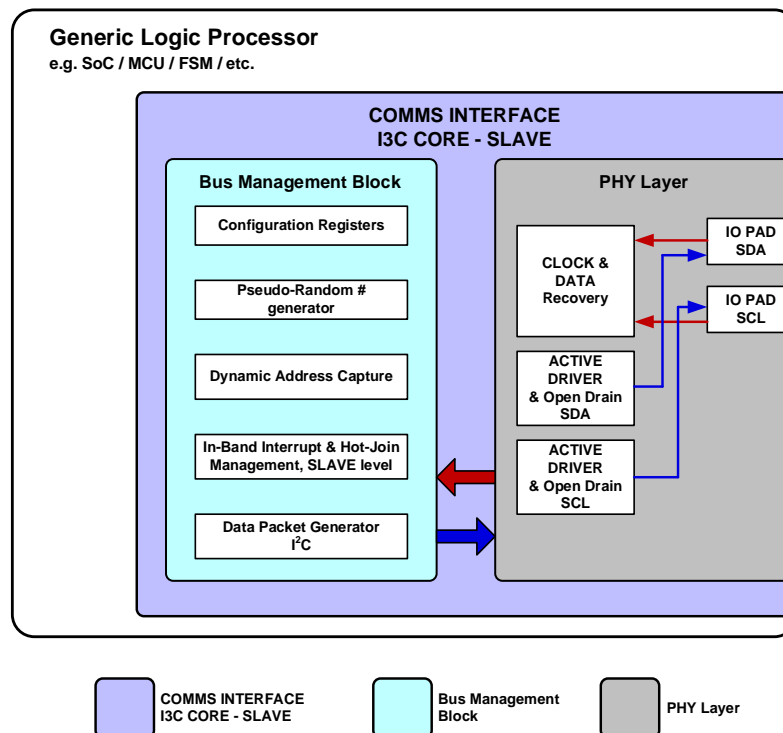 Generic Logic Processor
e.g. SoC / MCU / FSM / etc.
COMMS INTERFACE
I3C CORE - SLAVE
Bus Management Block
Configuration Registers
Pseudo-Random #
generator
Dynamic Address Capture
In-Band Interrupt & Hot-Join
Management, SLAVE level
Data Packet Generator
I²C
PHY Layer
CLOCK &
DATA
Recovery
ACTIVE
DRIVER
& Open Drain
SDA
ACTIVE
DRIVER
& Open Drain
SCL
IO PAD
SDA
IO PAD
SCL
COMMS INTERFACE
I3C CORE - SLAVE
Bus Management
Block
PHY Layer